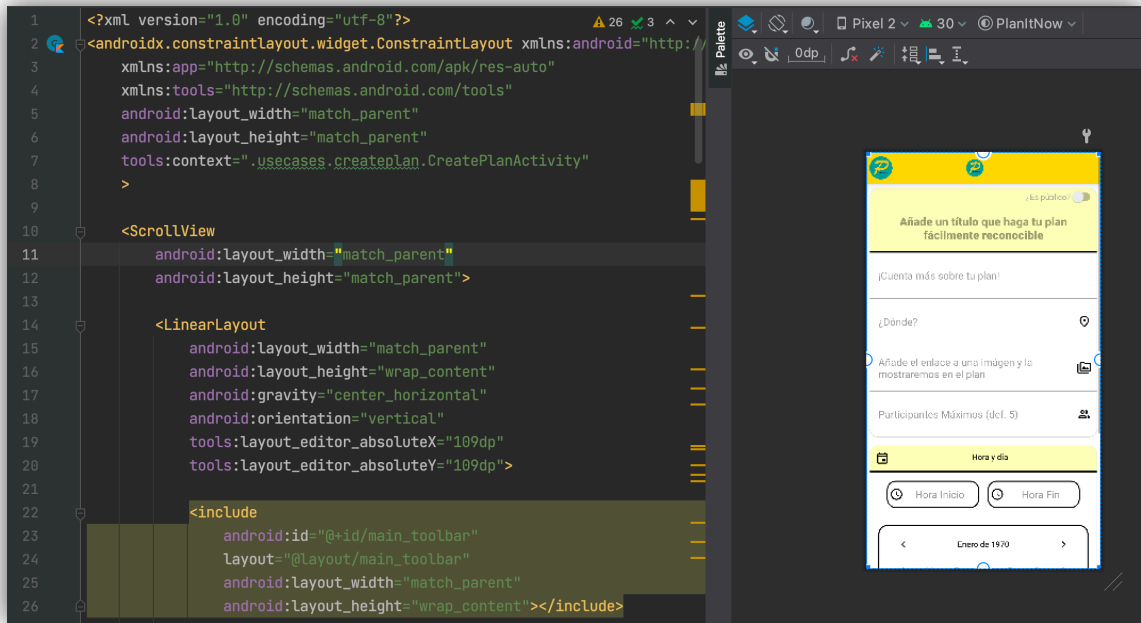 1 <?xml version="1.0" encoding="utf-8"?>
26 3
2 <androidx.constraintlayout.widget.ConstraintLayout xmlns:android="http:/
3 xmlns:app="http://schemas.android.com/apk/res-auto"
4 xmlns:tools="http://schemas.android.com/tools"
5 android:layout_width="match_parent"
6 android:layout_height="match_parent"
7 tools:context=".usecases.createplan.CreatePlanActivity"
8 >
9
10 <ScrollView
11 android:layout_width="match_parent"
12 android:layout_height="match_parent">
13
14 <LinearLayout
15 android:layout_width="match_parent"
16 android:layout_height="wrap_content"
17 android:gravity="center_horizontal"
18 android:orientation="vertical"
19 tools:layout_editor_absoluteX="109dp"
20 tools:layout_editor_absoluteY="109dp">
21
22 <include
23 android:id="@+id/main_toolbar"
24 layout="@layout/main_toolbar"
25 android:layout_width="match_parent"
26 android:layout_height="wrap_content"></include>
Palette
Pixel 2 30 PlanItNow
0dp
¿Es público?
Añade un título que haga tu plan
fácilmente reconocible
¡Cuenta más sobre tu plan!
¿Dónde?
Añade el enlace a una imágen y la
mostraremos en el plan
Participantes Máximos (def. 5)
Hora y día
Hora Inicio Hora Fin
< Enero de 1970 >